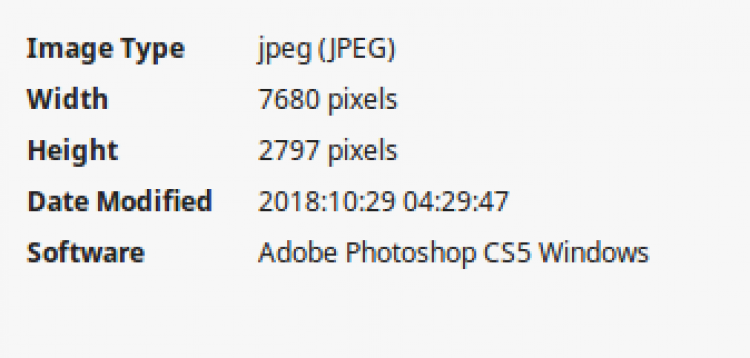 Image Type jpeg (JPEG)
Width 7680 pixels
Height 2797 pixels
Date Modified 2018:10:29 04:29:47
Software Adobe Photoshop CS5 Windows